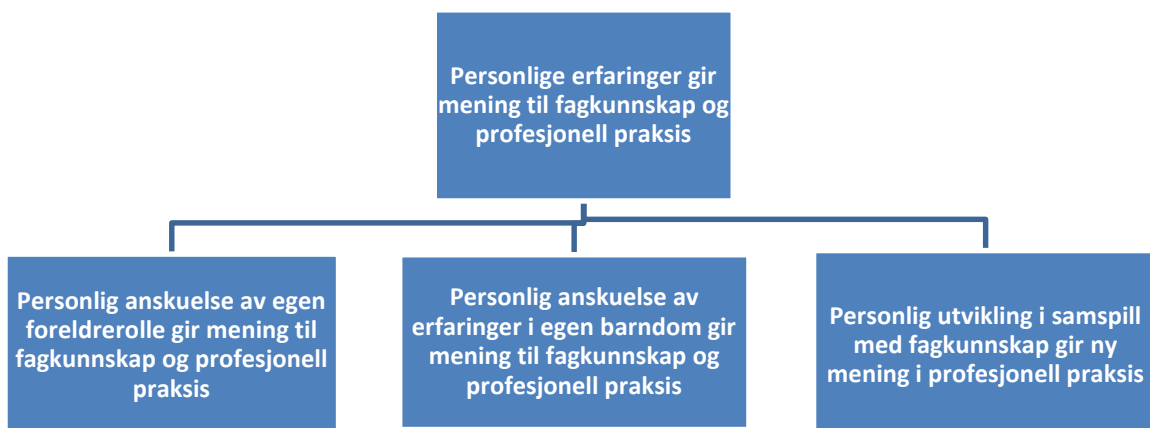 Personlige erfaringer gir
mening til fagkunnskap og
profesjonell praksis
Personlig anskuelse av egen
foreldrerolle gir mening til
fagkunnskap og profesjonell
praksis
Personlig anskuelse av
erfaringer i egen barndom gir
mening til fagkunnskap og
profesjonell praksis
Personlig utvikling i samspill
med fagkunnskap gir ny
mening i profesjonell praksis